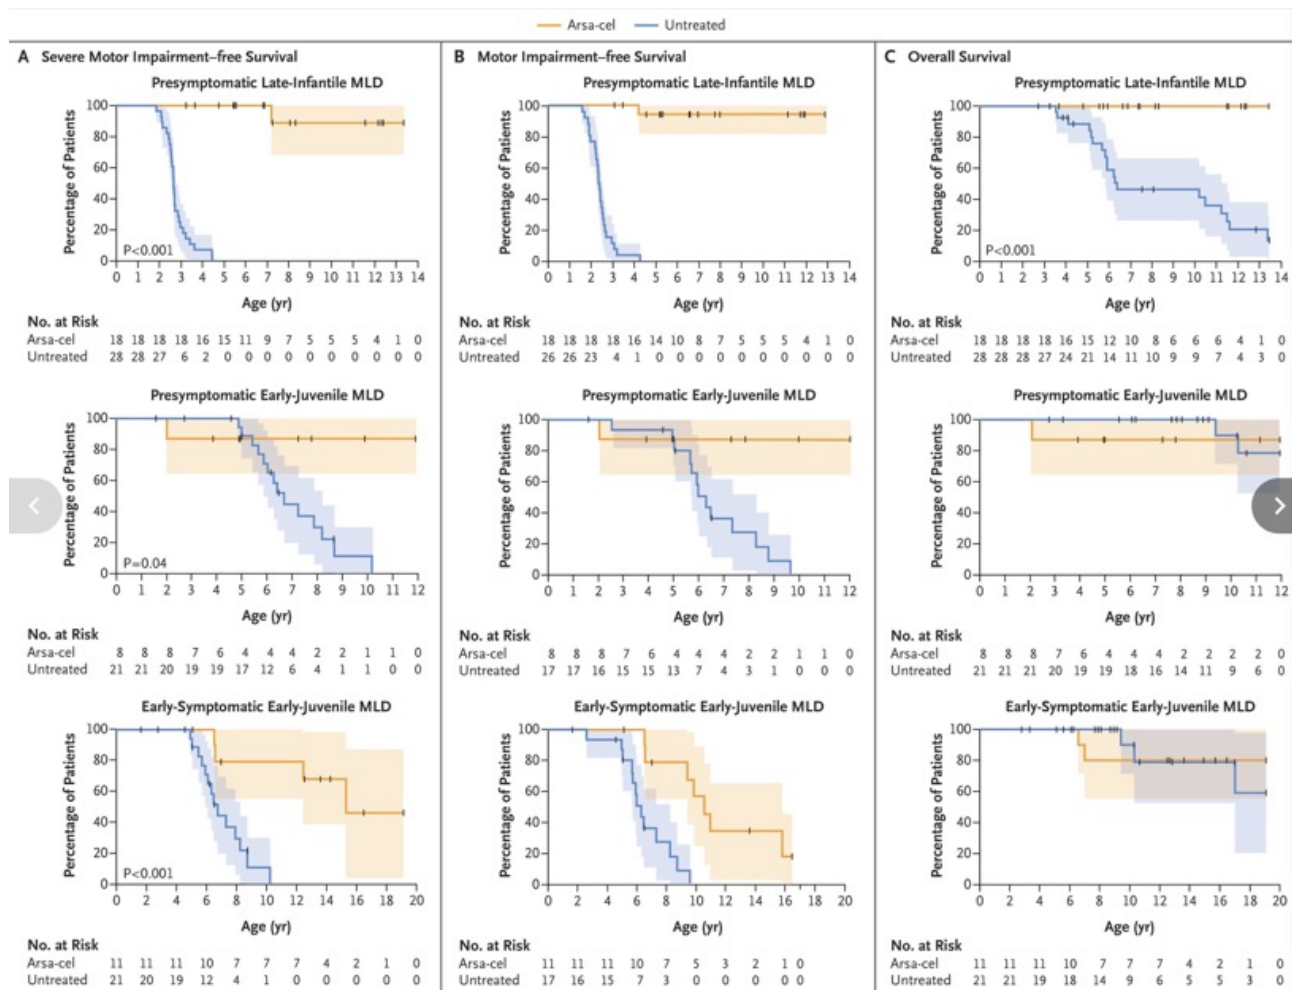 Arsa-cel Untreated
A Severe Motor Impairment–free Survival
Presymptomatic Late-Infantile MLD
Percentage of Patients
100
80
60
40
20
0
P<0.001
0 1 2 3 4 5 6 7 8 9 10 11 12 13 14
Age (yr)
No. at Risk
Arsa-cel 18 18 18 18 16 15 11 9 7 5 5 5 4 1 0
Untreated 28 28 27 6 2 0 0 0 0 0 0 0 0 0 0
Presymptomatic Early-Juvenile MLD
Percentage of Patients
100
80
60
40
20
0
P=0.04
0 1 2 3 4 5 6 7 8 9 10 11 12
Age (yr)
No. at Risk
Arsa-cel 8 8 8 7 6 4 4 4 2 2 1 1 0
Untreated 21 21 20 19 19 17 12 6 4 1 1 0 0
Early-Symptomatic Early-Juvenile MLD
Percentage of Patients
100
80
60
40
20
0
P<0.001
0 2 4 6 8 10 12 14 16 18 20
Age (yr)
No. at Risk
Arsa-cel 11 11 11 10 7 7 7 4 2 1 0
Untreated 21 20 19 12 4 1 0 0 0 0 0
B Motor Impairment–free Survival
Presymptomatic Late-Infantile MLD
Percentage of Patients
100
80
60
40
20
0
0 1 2 3 4 5 6 7 8 9 10 11 12 13 14
Age (yr)
No. at Risk
Arsa-cel 18 18 18 18 16 14 10 8 7 5 5 5 4 1 0
Untreated 26 26 23 4 1 0 0 0 0 0 0 0 0 0 0
Presymptomatic Early-Juvenile MLD
Percentage of Patients
100
80
60
40
20
0
0 1 2 3 4 5 6 7 8 9 10 11 12
Age (yr)
No. at Risk
Arsa-cel 8 8 8 7 6 4 4 4 2 2 1 1 0
Untreated 17 17 16 15 15 13 7 4 3 1 0 0 0
Early-Symptomatic Early-Juvenile MLD
Percentage of Patients
100
80
60
40
20
0
0 2 4 6 8 10 12 14 16 18 20
Age (yr)
No. at Risk
Arsa-cel 11 11 11 10 7 5 3 2 1 0
Untreated 17 16 15 7 3 0 0 0 0 0
C Overall Survival
Presymptomatic Late-Infantile MLD
Percentage of Patients
100
80
60
40
20
0
P<0.001
0 1 2 3 4 5 6 7 8 9 10 11 12 13 14
Age (yr)
No. at Risk
Arsa-cel 18 18 18 18 16 15 12 10 8 6 6 6 4 1 0
Untreated 28 28 28 27 24 21 14 11 10 9 9 7 4 3 0
Presymptomatic Early-Juvenile MLD
Percentage of Patients
100
80
60
40
20
0
0 1 2 3 4 5 6 7 8 9 10 11 12
Age (yr)
No. at Risk
Arsa-cel 8 8 8 7 6 4 4 4 2 2 2 2 0
Untreated 21 21 21 20 19 19 18 16 14 11 9 6 0
Early-Symptomatic Early-Juvenile MLD
Percentage of Patients
100
80
60
40
20
0
0 2 4 6 8 10 12 14 16 18 20
Age (yr)
No. at Risk
Arsa-cel 11 11 11 10 7 7 7 4 2 1 0
Untreated 21 21 19 18 14 9 6 5 5 3 0